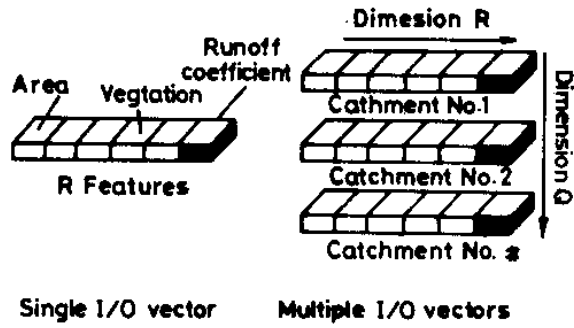 Dimesion R
Runoff
coefficient
Area
Vegtation
Cathment No.1
Dimension Q
R Features
Catchment No. 2
Catchment No. *
Single I/O vector
Multiple I/O vectors